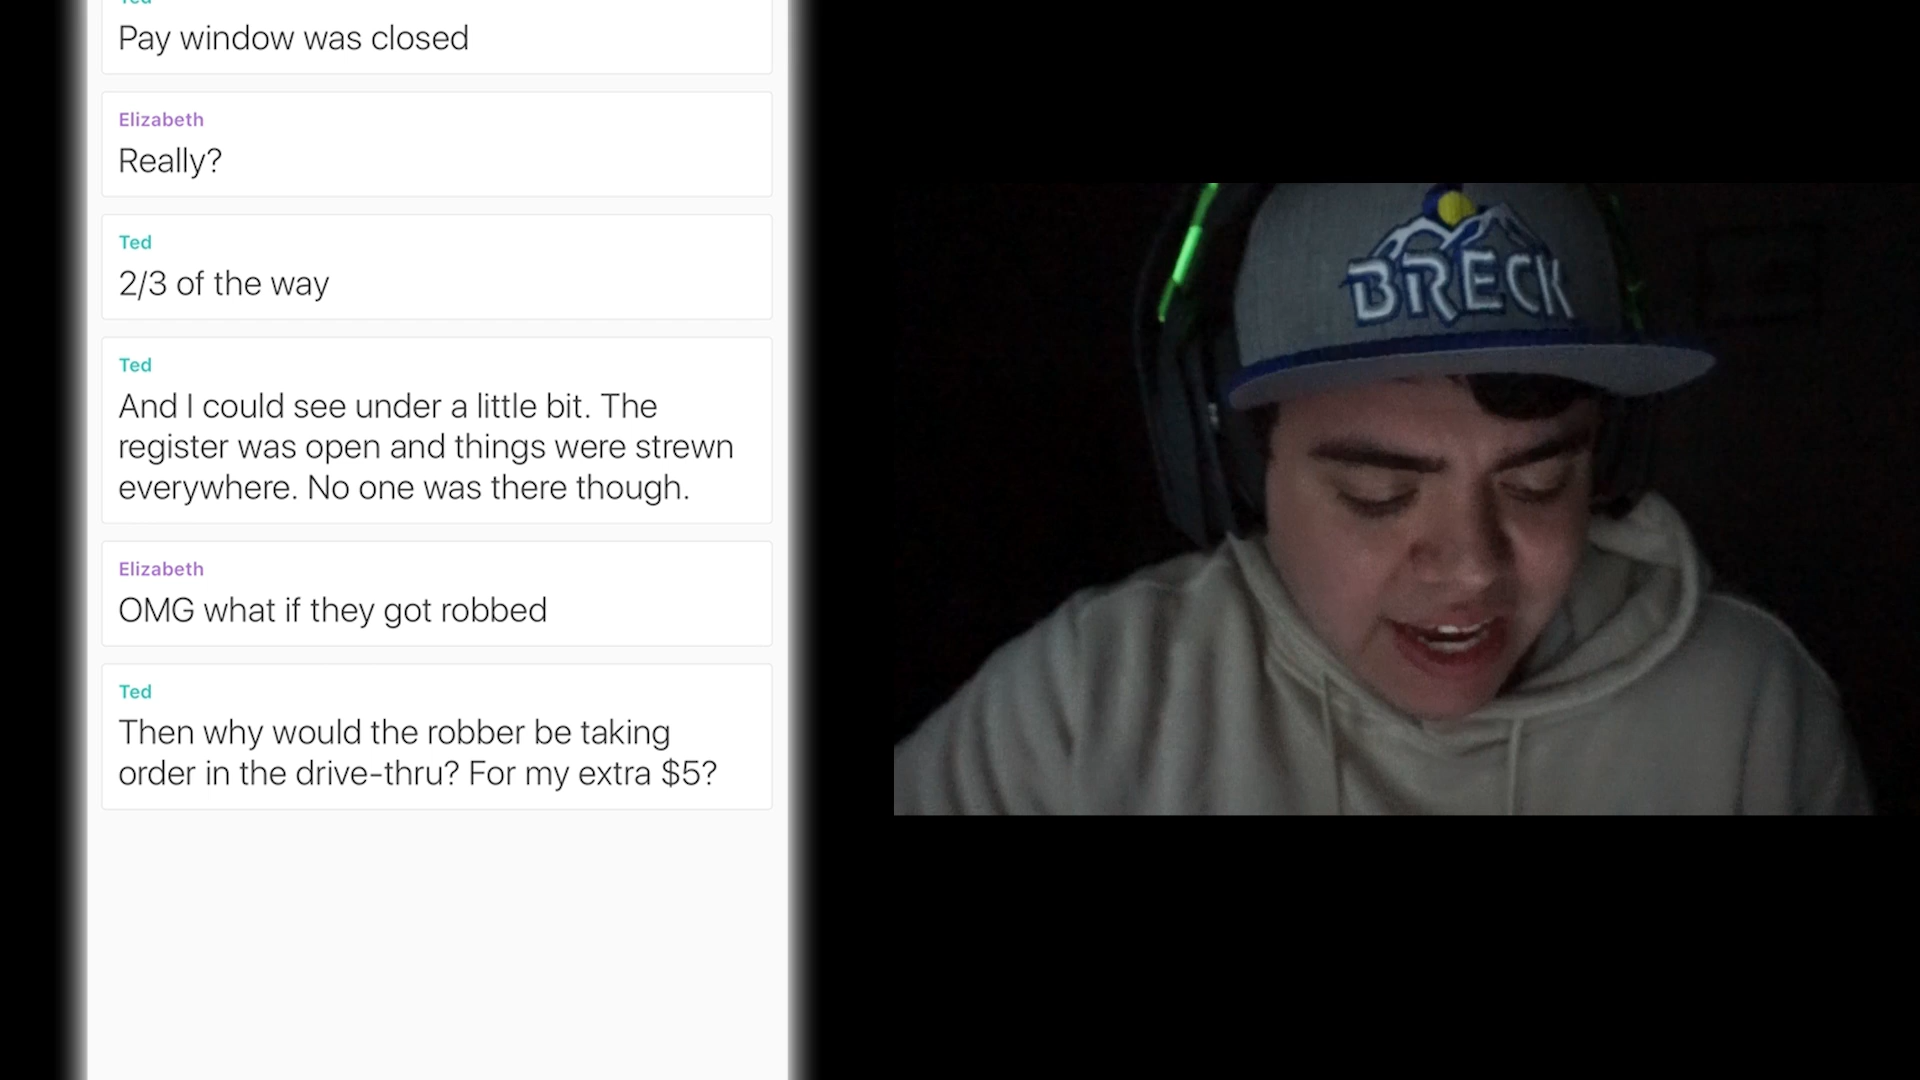 Ted
Pay window was closed
Elizabeth
Really?
Ted
2/3 of the way
Ted
And I could see under a little bit. The
register was open and things were strewn
everywhere. No one was there though.
Elizabeth
OMG what if they got robbed
Ted
Then why would the robber be taking
order in the drive-thru? For my extra $5?
BRECK